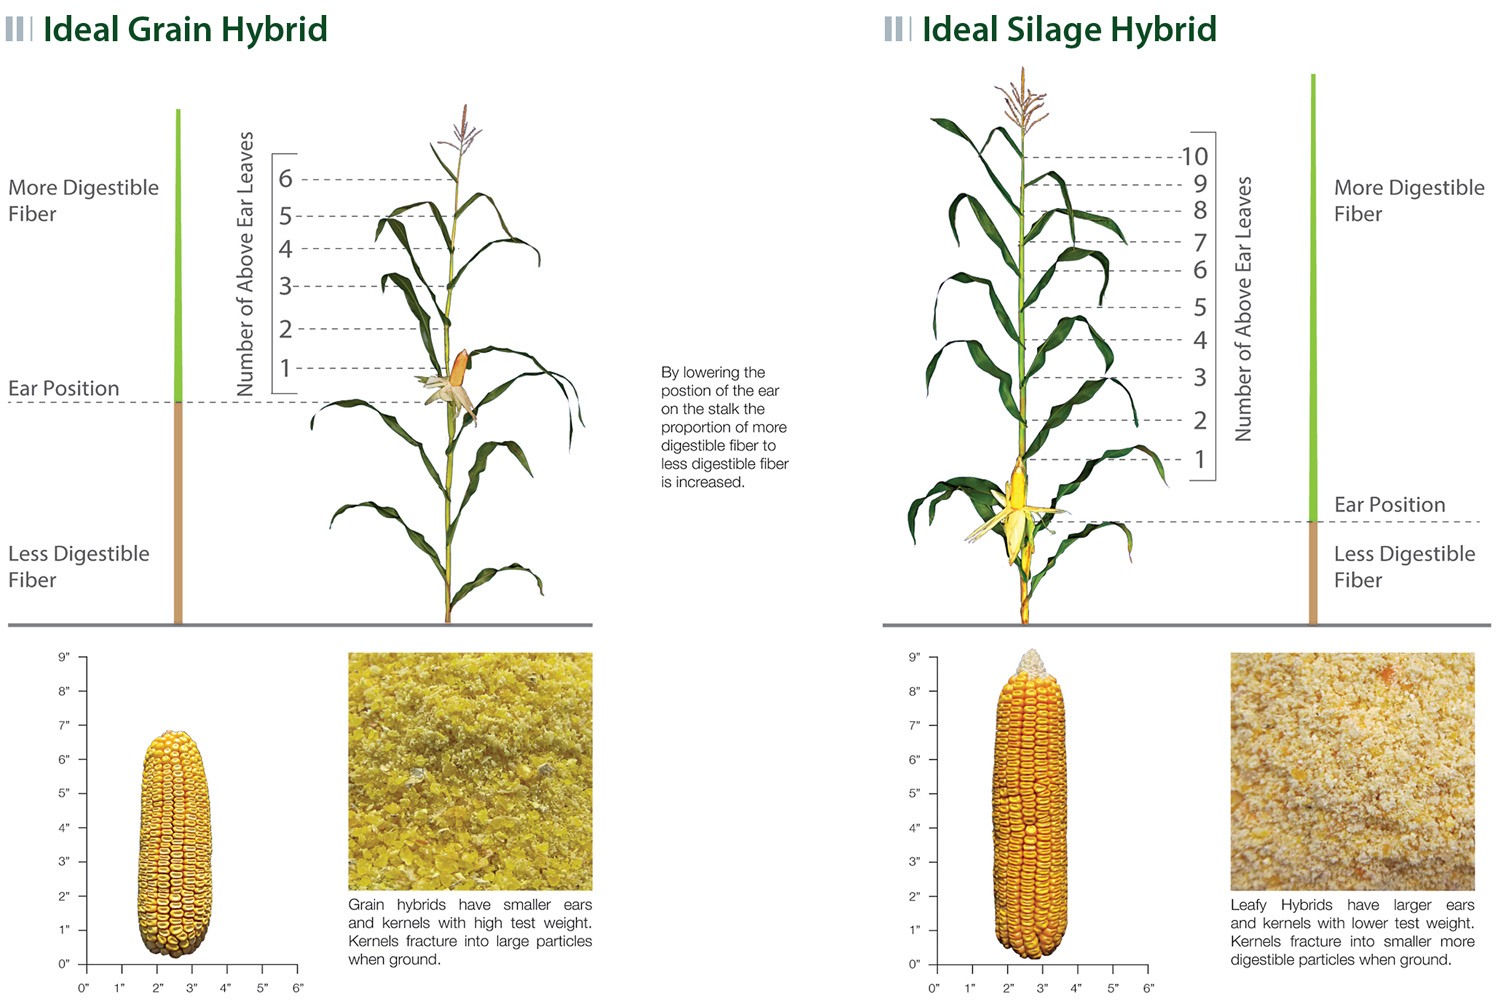 Ideal Grain Hybrid
More Digestible
Fiber
Ear Position
Less Digestible
Fiber
Number of Above Ear Leaves
6
5
4
3
2
1
By lowering the
postion of the ear
on the stalk the
proportion of more
digestible fiber to
less digestible fiber
is increased.
Ideal Silage Hybrid
10
9
8
7
6
5
4
3
2
1
Number of Above Ear Leaves
More Digestible
Fiber
Ear Position
Less Digestible
Fiber
9"
8"
7"
6"
5"
4"
3"
2"
1"
0"
0" 1" 2" 3" 4" 5" 6"
Grain hybrids have smaller ears
and kernels with high test weight.
Kernels fracture into large particles
when ground.
9"
8"
7"
6"
5"
4"
3"
2"
1"
0"
0" 1" 2" 3" 4" 5" 6"
Leafy Hybrids have larger ears
and kernels with lower test weight.
Kernels fracture into smaller more
digestible particles when ground.